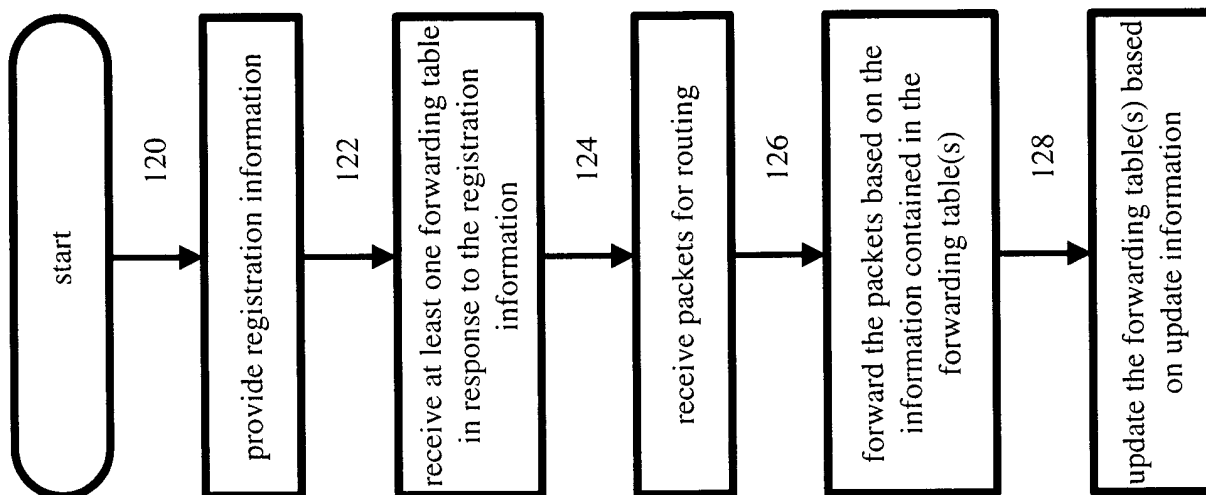 start
120
provide registration information
122
receive at least one forwarding table
in response to the registration
information
124
receive packets for routing
126
forward the packets based on the
information contained in the
forwarding table(s)
128
update the forwarding table(s) based
on update information